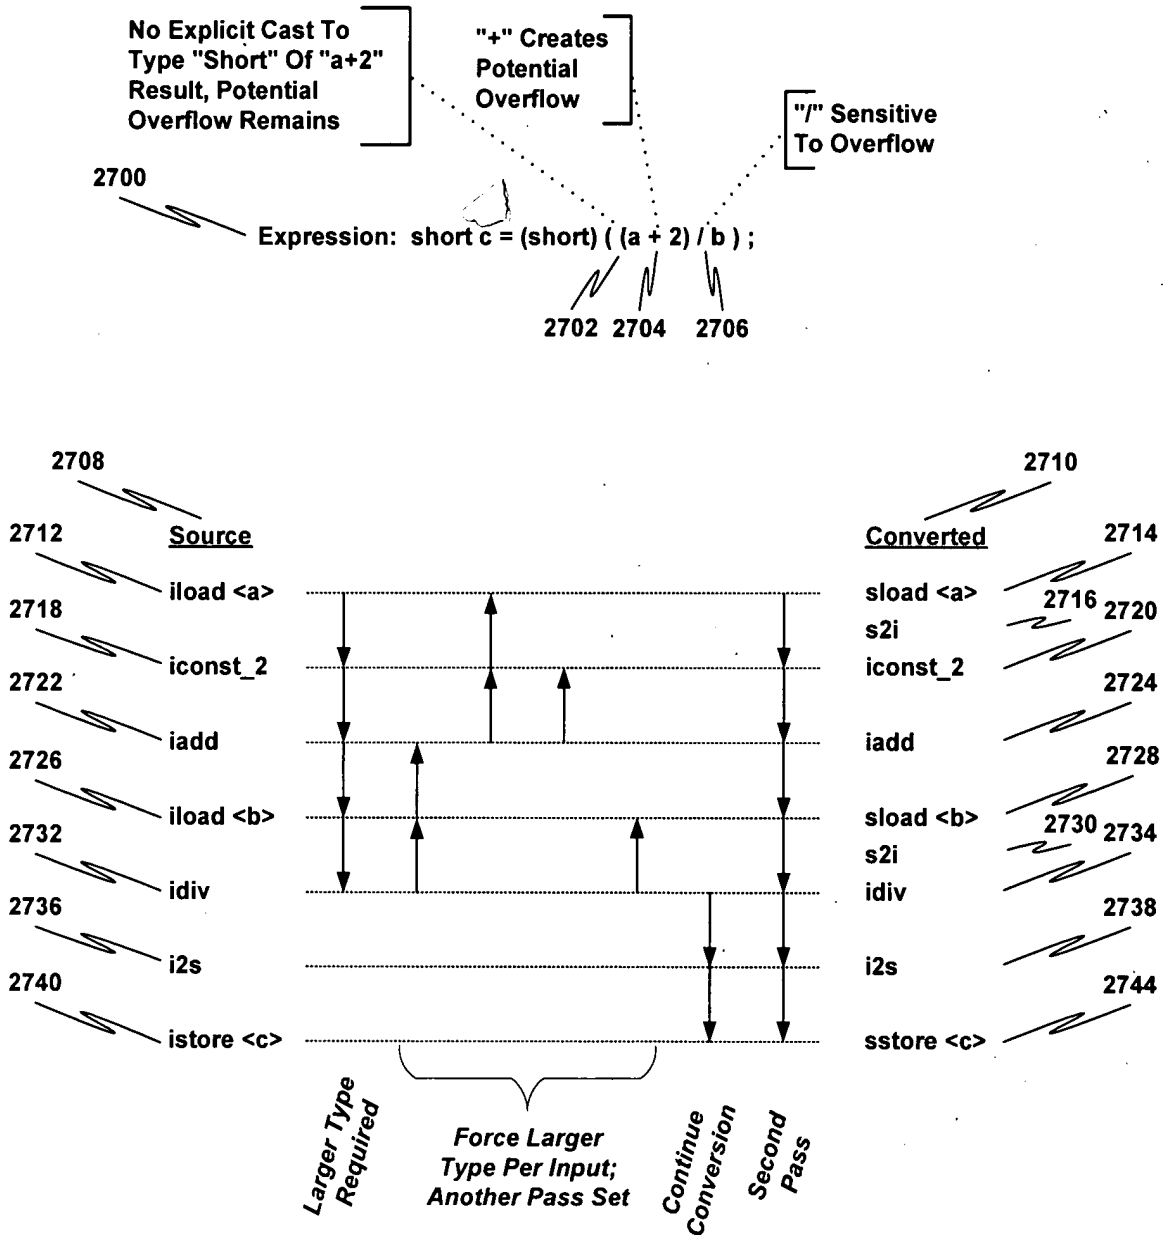 No Explicit Cast To
Type "Short" Of "a+2"
Result, Potential
Overflow Remains
"+" Creates
Potential
Overflow
"/" Sensitive
To Overflow
2700
Expression: short c = (short) ( (a + 2) / b ) ;
2702 2704 2706
2708
2710
2712
Source
Converted
2714
iload <a>
sload <a>
2716
2718
s2i
2720
iconst_2
iconst_2
2722
2724
iadd
iadd
2726
2728
iload <b>
sload <b>
2730
2732
s2i
2734
idiv
idiv
2736
2738
i2s
i2s
2740
2744
istore <c>
sstore <c>
Larger Type
Required
Force Larger
Type Per Input;
Another Pass Set
Continue
Conversion
Second
Pass